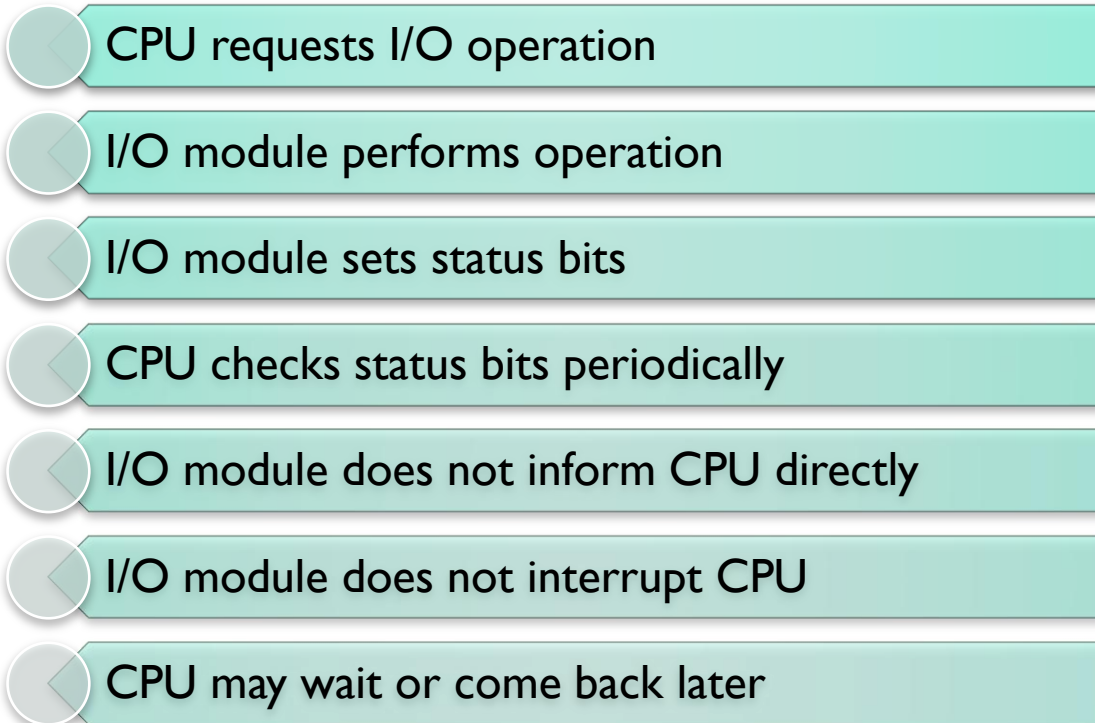 CPU requests I/O operation
I/O module performs operation
I/O module sets status bits
CPU checks status bits periodically
I/O module does not inform CPU directly
I/O module does not interrupt CPU
CPU may wait or come back later